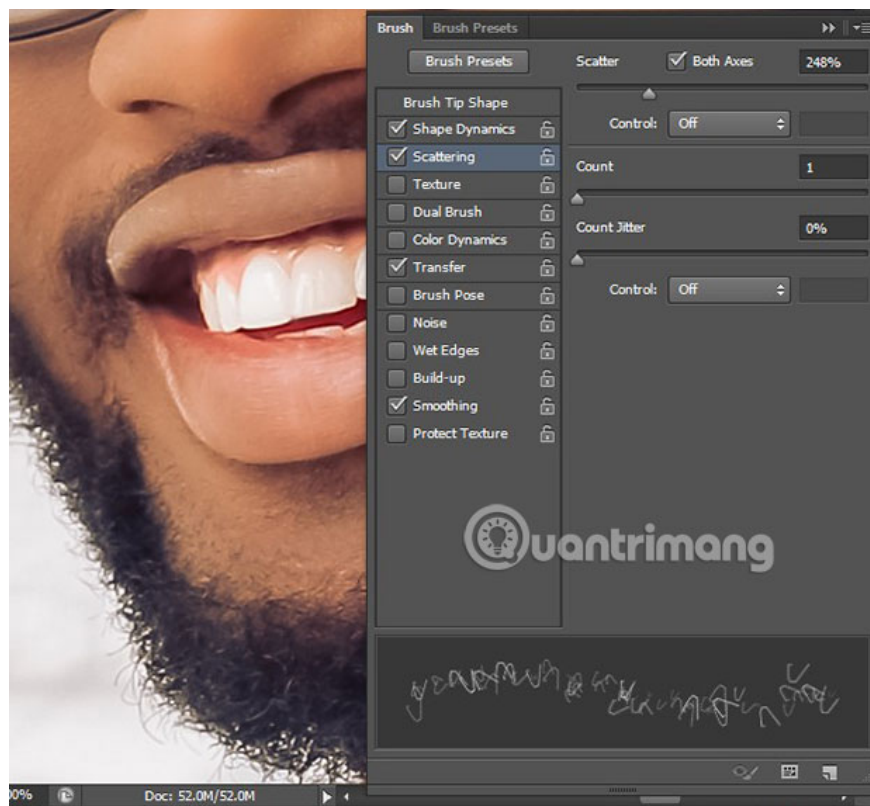 Brush Brush Presets
Brush Presets
Scatter Both Axes 248%
Brush Tip Shape
Shape Dynamics
Control: Off
Scattering
Count 1
Texture
Dual Brush
Count Jitter 0%
Color Dynamics
Transfer
Control: Off
Brush Pose
Noise
Wet Edges
Build-up
Smoothing
Protect Texture
Quantrimang
Doc: 52.0M/52.0M